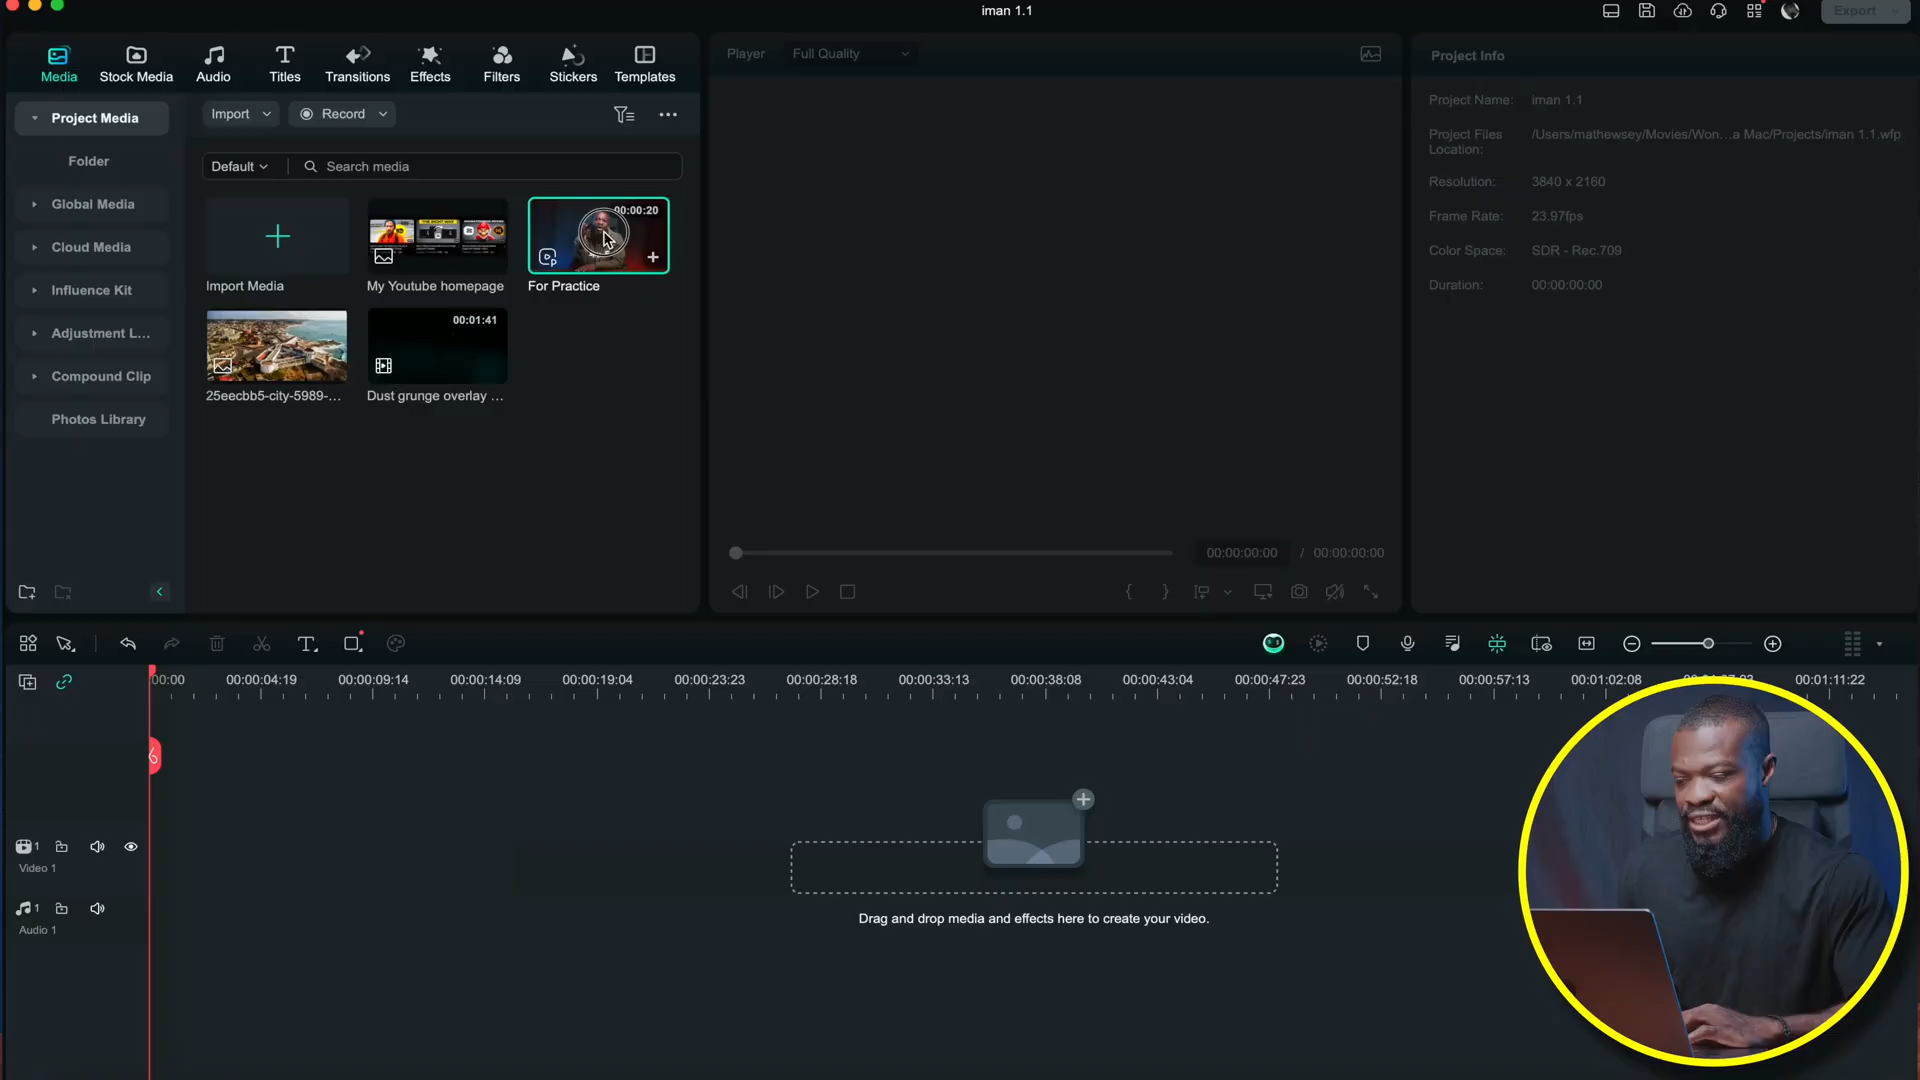 iman 1.1
Export
Media
Stock Media
Audio
Titles
Transitions
Effects
Filters
Stickers
Templates
Player
Full Quality
Project Info
Project Media
Folder
Global Media
Cloud Media
Influence Kit
Adjustment L...
Compound Clip
Photos Library
Import
Record
Default
Search media
Import Media
My Youtube homepage
00:00:20
For Practice
25eecbb5-city-5989-...
00:01:41
Dust grunge overlay ...
Project Name: iman 1.1
Project Files Location: /Users/mathewsey/Movies/Won...a Mac/Projects/iman 1.1.wfp
Resolution: 3840 x 2160
Frame Rate: 23.97fps
Color Space: SDR - Rec.709
Duration: 00:00:00:00
00:00:00:00 / 00:00:00:00
00:00 00:00:04:19 00:00:09:14 00:00:14:09 00:00:19:04 00:00:23:23 00:00:28:18 00:00:33:13 00:00:38:08 00:00:43:04 00:00:47:23 00:00:52:18 00:00:57:13 00:01:02:08 00:01:11:22
1
Video 1
1
Audio 1
Drag and drop media and effects here to create your video.